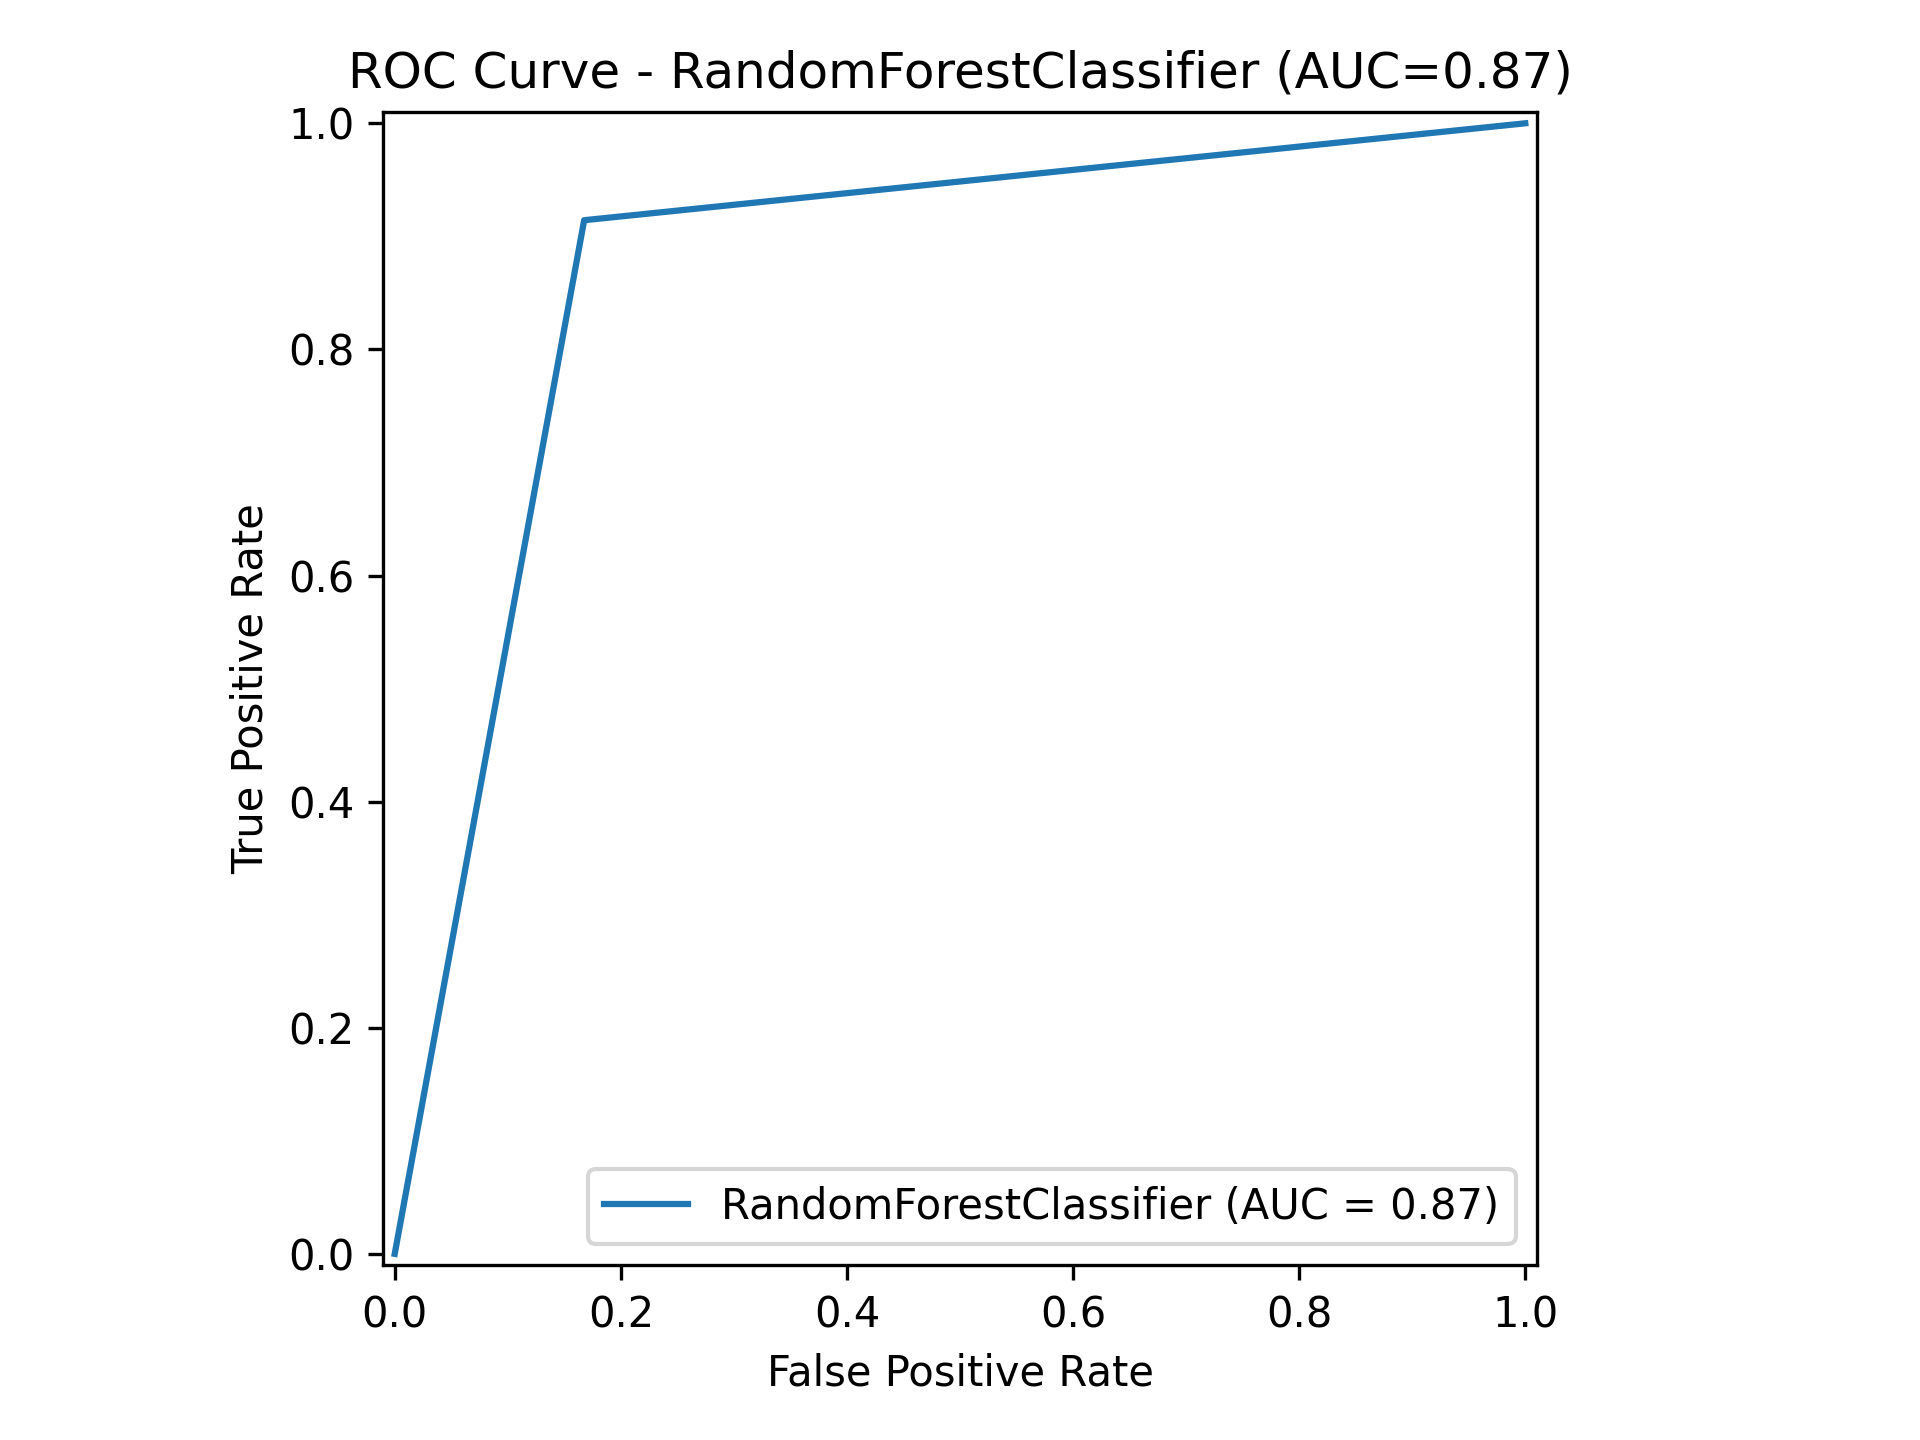 ROC Curve - RandomForestClassifier (AUC=0.87)
1.0
0.8
0.6
0.4
0.2
0.0
True Positive Rate
RandomForestClassifier (AUC = 0.87)
0.0 0.2 0.4 0.6 0.8 1.0
False Positive Rate